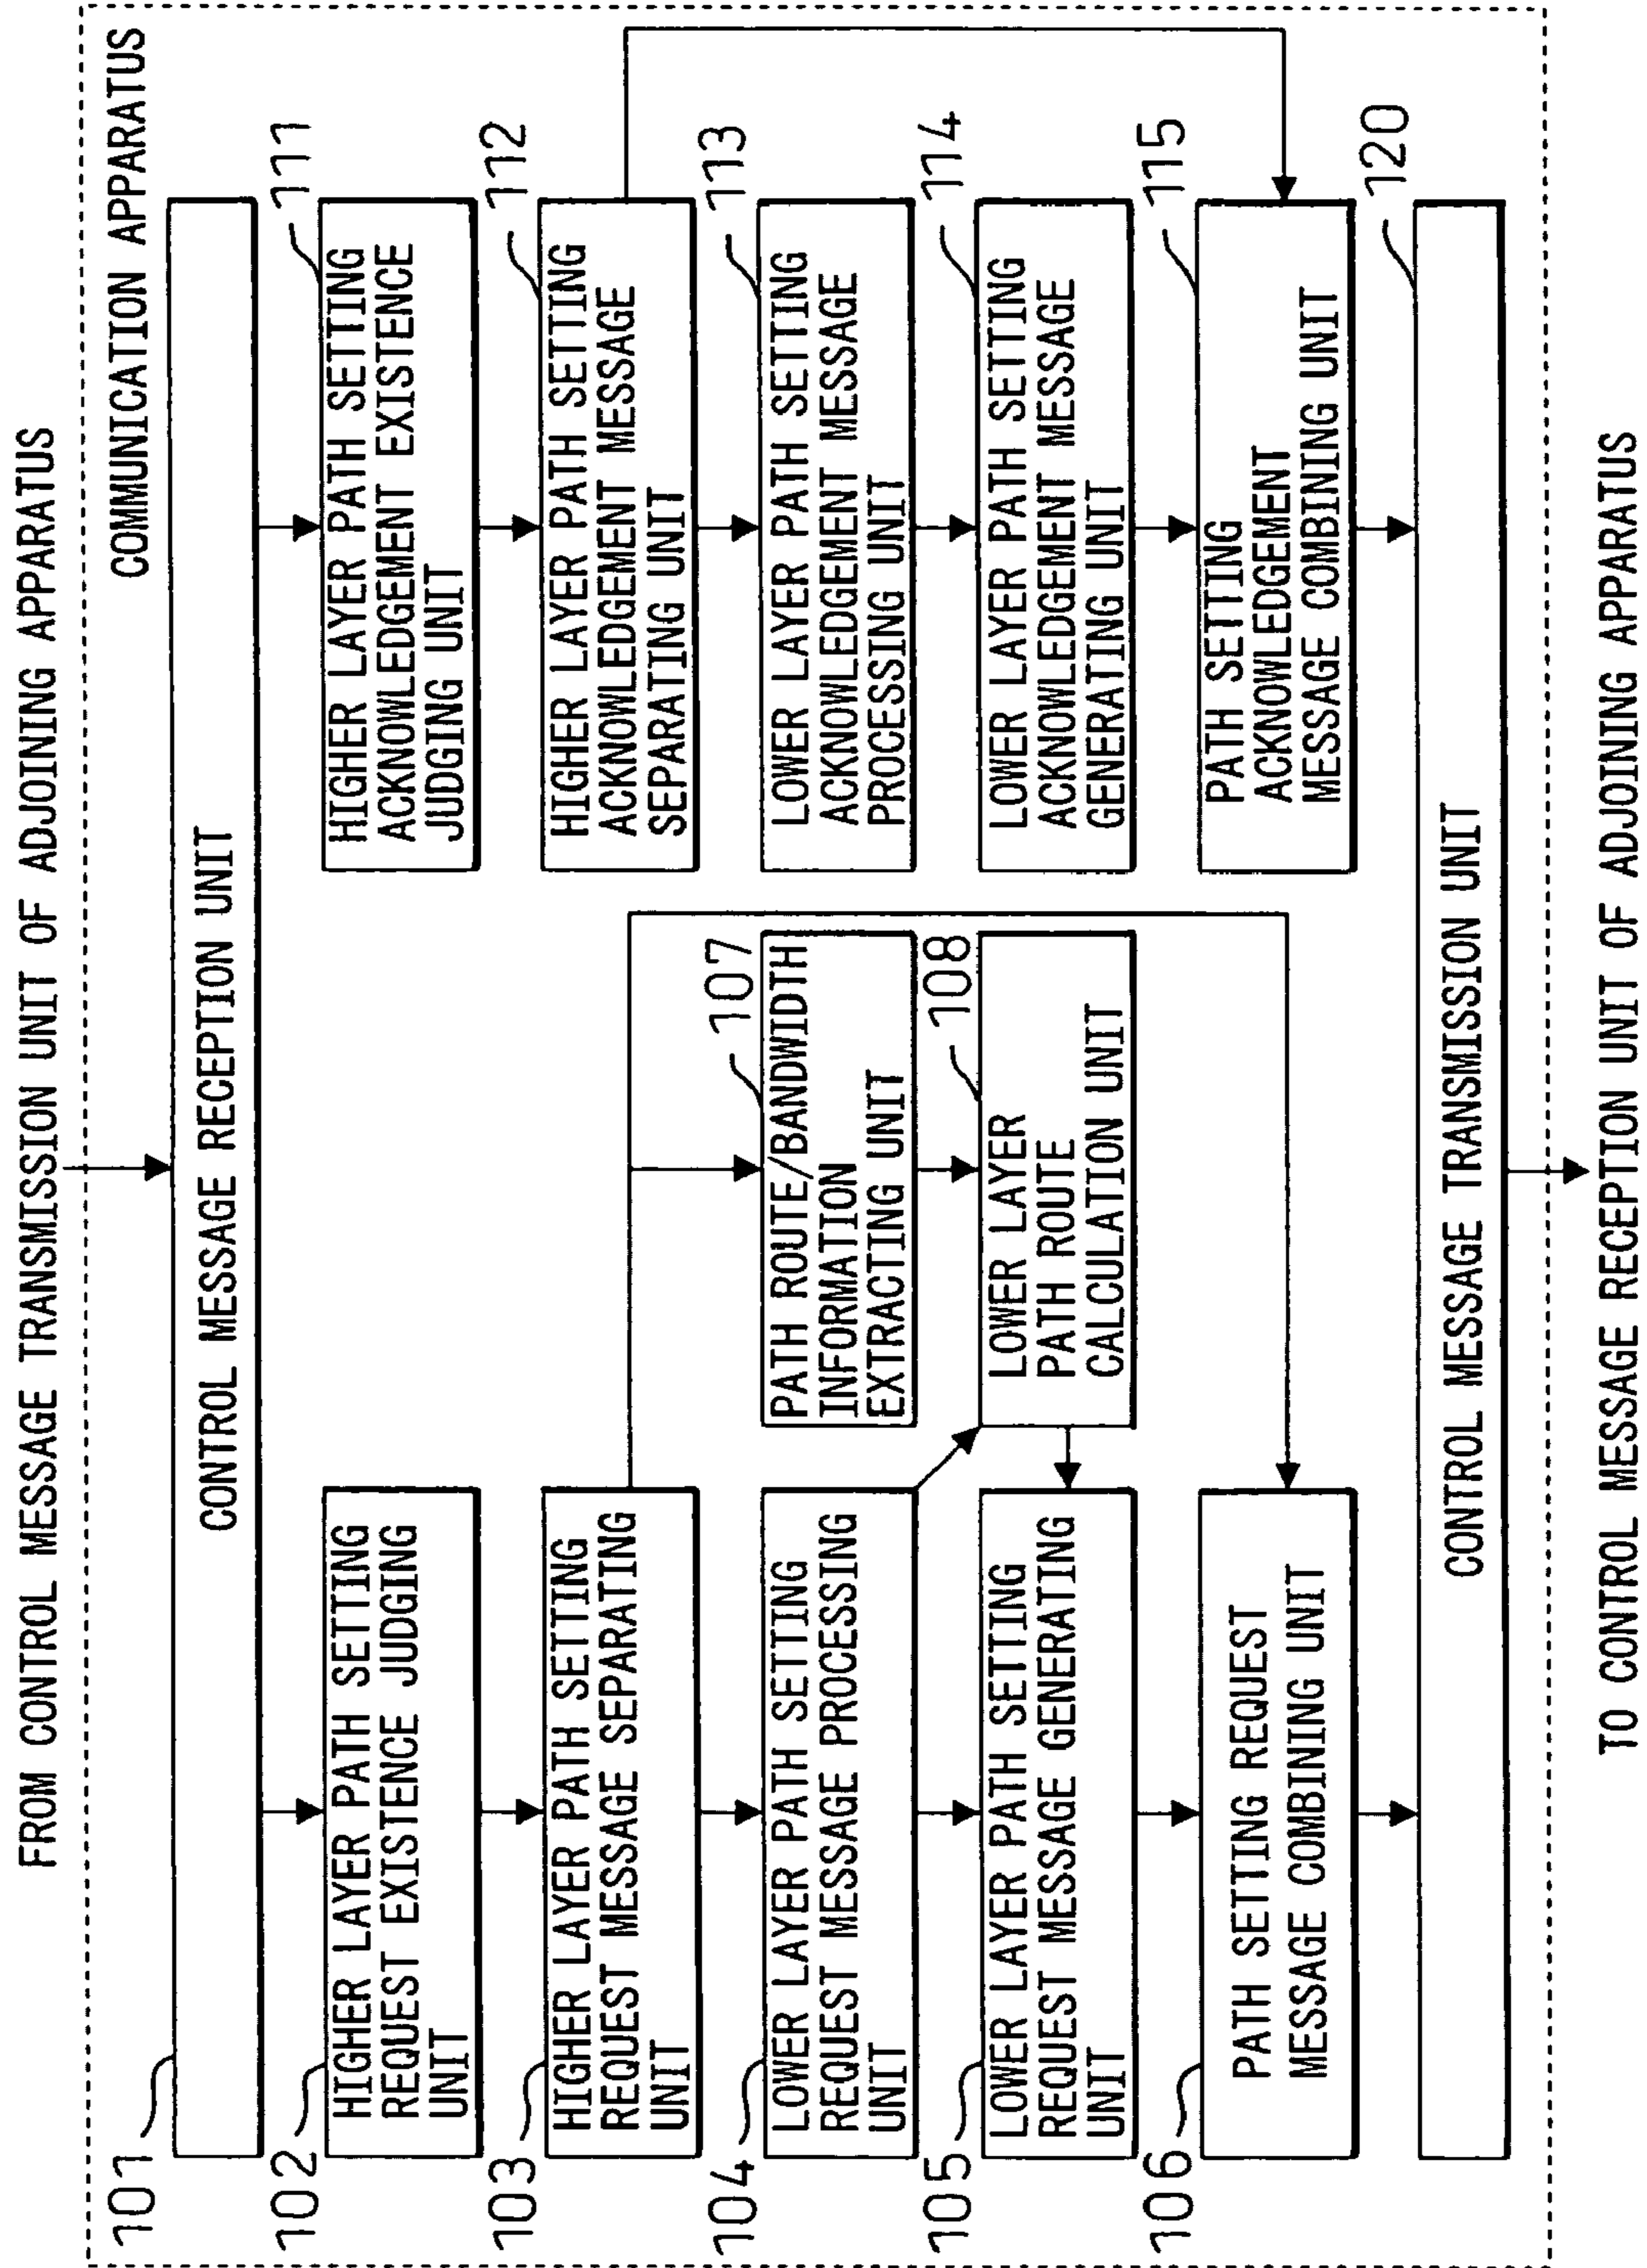 FROM CONTROL MESSAGE TRANSMISSION UNIT OF ADJOINING APPARATUS
COMMUNICATION APPARATUS
101
CONTROL MESSAGE RECEPTION UNIT
102
HIGHER LAYER PATH SETTING
REQUEST EXISTENCE JUDGING
UNIT
103
HIGHER LAYER PATH SETTING
REQUEST MESSAGE SEPARATING
UNIT
104
LOWER LAYER PATH SETTING
REQUEST MESSAGE PROCESSING
UNIT
105
LOWER LAYER PATH SETTING
REQUEST MESSAGE GENERATING
UNIT
106
PATH SETTING REQUEST
MESSAGE COMBINING UNIT
107
PATH ROUTE/BANDWIDTH
INFORMATION
EXTRACTING UNIT
108
LOWER LAYER
PATH ROUTE
CALCULATION UNIT
111
HIGHER LAYER PATH SETTING
ACKNOWLEDGEMENT EXISTENCE
JUDGING UNIT
112
HIGHER LAYER PATH SETTING
ACKNOWLEDGEMENT MESSAGE
SEPARATING UNIT
113
LOWER LAYER PATH SETTING
ACKNOWLEDGEMENT MESSAGE
PROCESSING UNIT
114
LOWER LAYER PATH SETTING
ACKNOWLEDGEMENT MESSAGE
GENERATING UNIT
115
PATH SETTING
ACKNOWLEDGEMENT
MESSAGE COMBINING UNIT
120
CONTROL MESSAGE TRANSMISSION UNIT
TO CONTROL MESSAGE RECEPTION UNIT OF ADJOINING APPARATUS